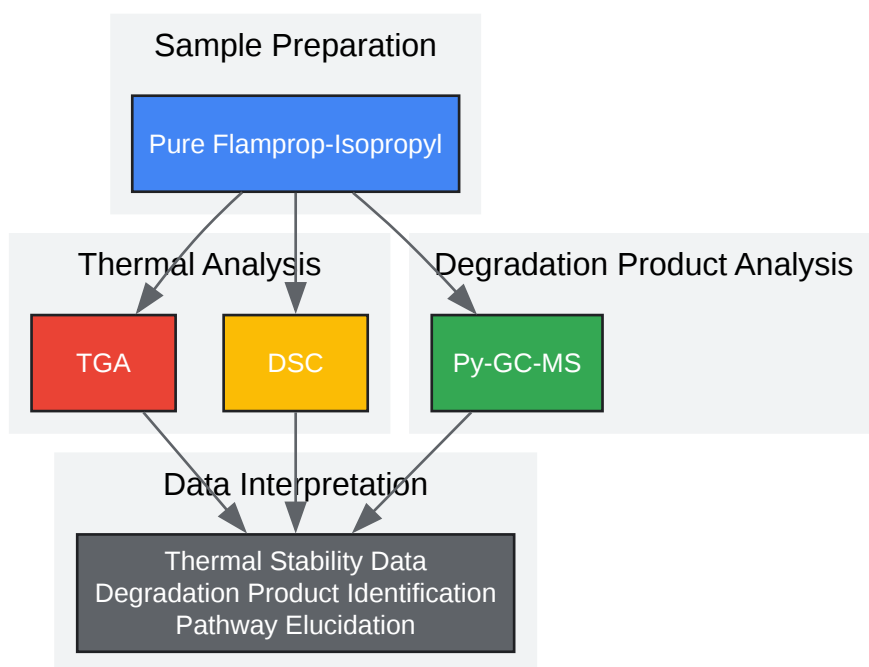 Sample Preparation
Pure Flamprop-Isopropyl
Thermal Analysis
Degradation Product Analysis
TGA
DSC
Py-GC-MS
Data Interpretation
Thermal Stability Data
Degradation Product Identification
Pathway Elucidation